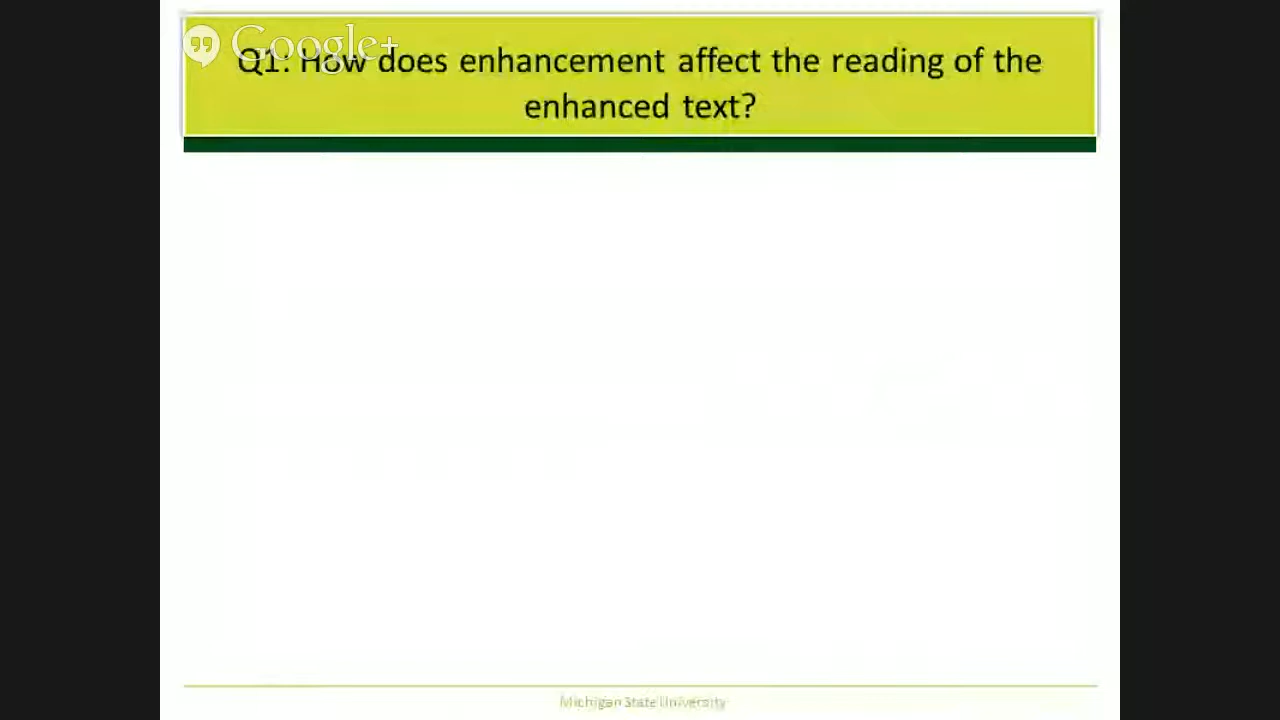 Google+
Q1: How does enhancement affect the reading of the
enhanced text?
Michigan State University